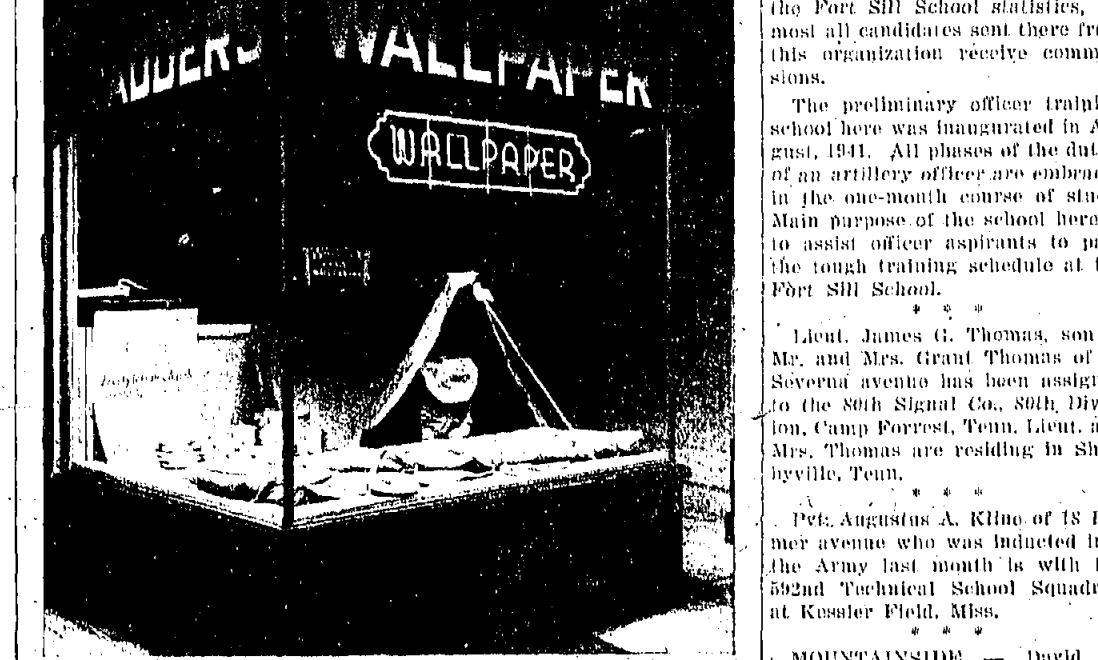 LADDERS WALLPAPER
WALLPAPER
the Fort Sill School statistics,
most all candidates sent there fr
this organization receive comm
sions.
The preliminary officer traini
school here was inaugurated in A
gust, 1941. All phases of the dut
of an artillery officer are embrac
in the one-month course of stu
Main purpose of the school here
to assist officer aspirants to pa
the tough training schedule at t
Fort Sill School.
* * *
Lieut. James G. Thomas, son
Mr. and Mrs. Grant Thomas of
Severna avenue has been assign
to the 80th Signal Co., 80th Div
ion, Camp Forrest, Tenn. Lieut. a
Mrs. Thomas are residing in Sh
byville, Tenn.
* * *
Pvt. Augustus A. Kline of 18
mer avenue who was inducted i
the Army last month is with
592nd Technical School Squadr
at Kessler Field, Miss.
* * *
MOUNTAINSIDE — David